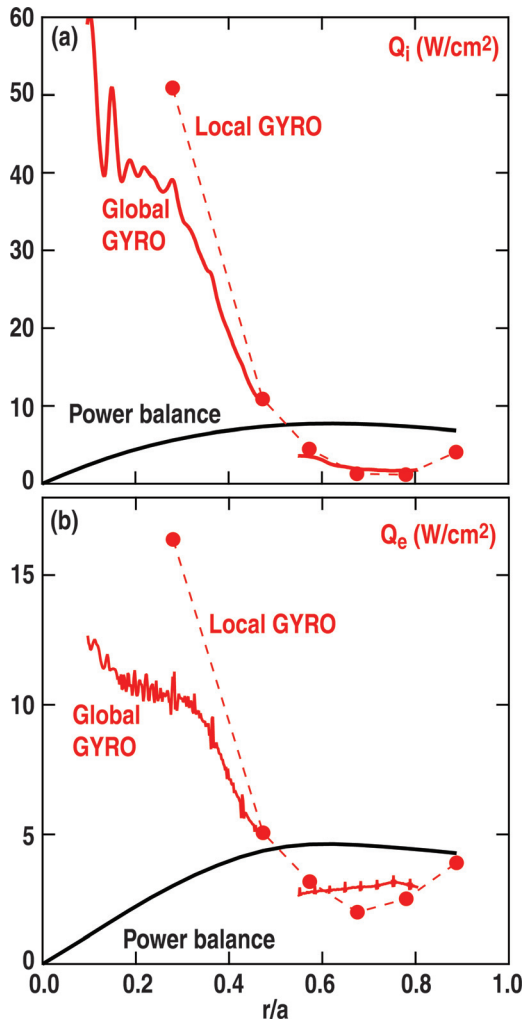 60
(a)
Qi (W/cm2)
50
Local GYRO
40
Global
GYRO
30
20
10
Power balance
0
(b)
Qe (W/cm2)
15
Local GYRO
10
Global
GYRO
5
Power balance
0
0.0 0.2 0.4 0.6 0.8 1.0
r/a